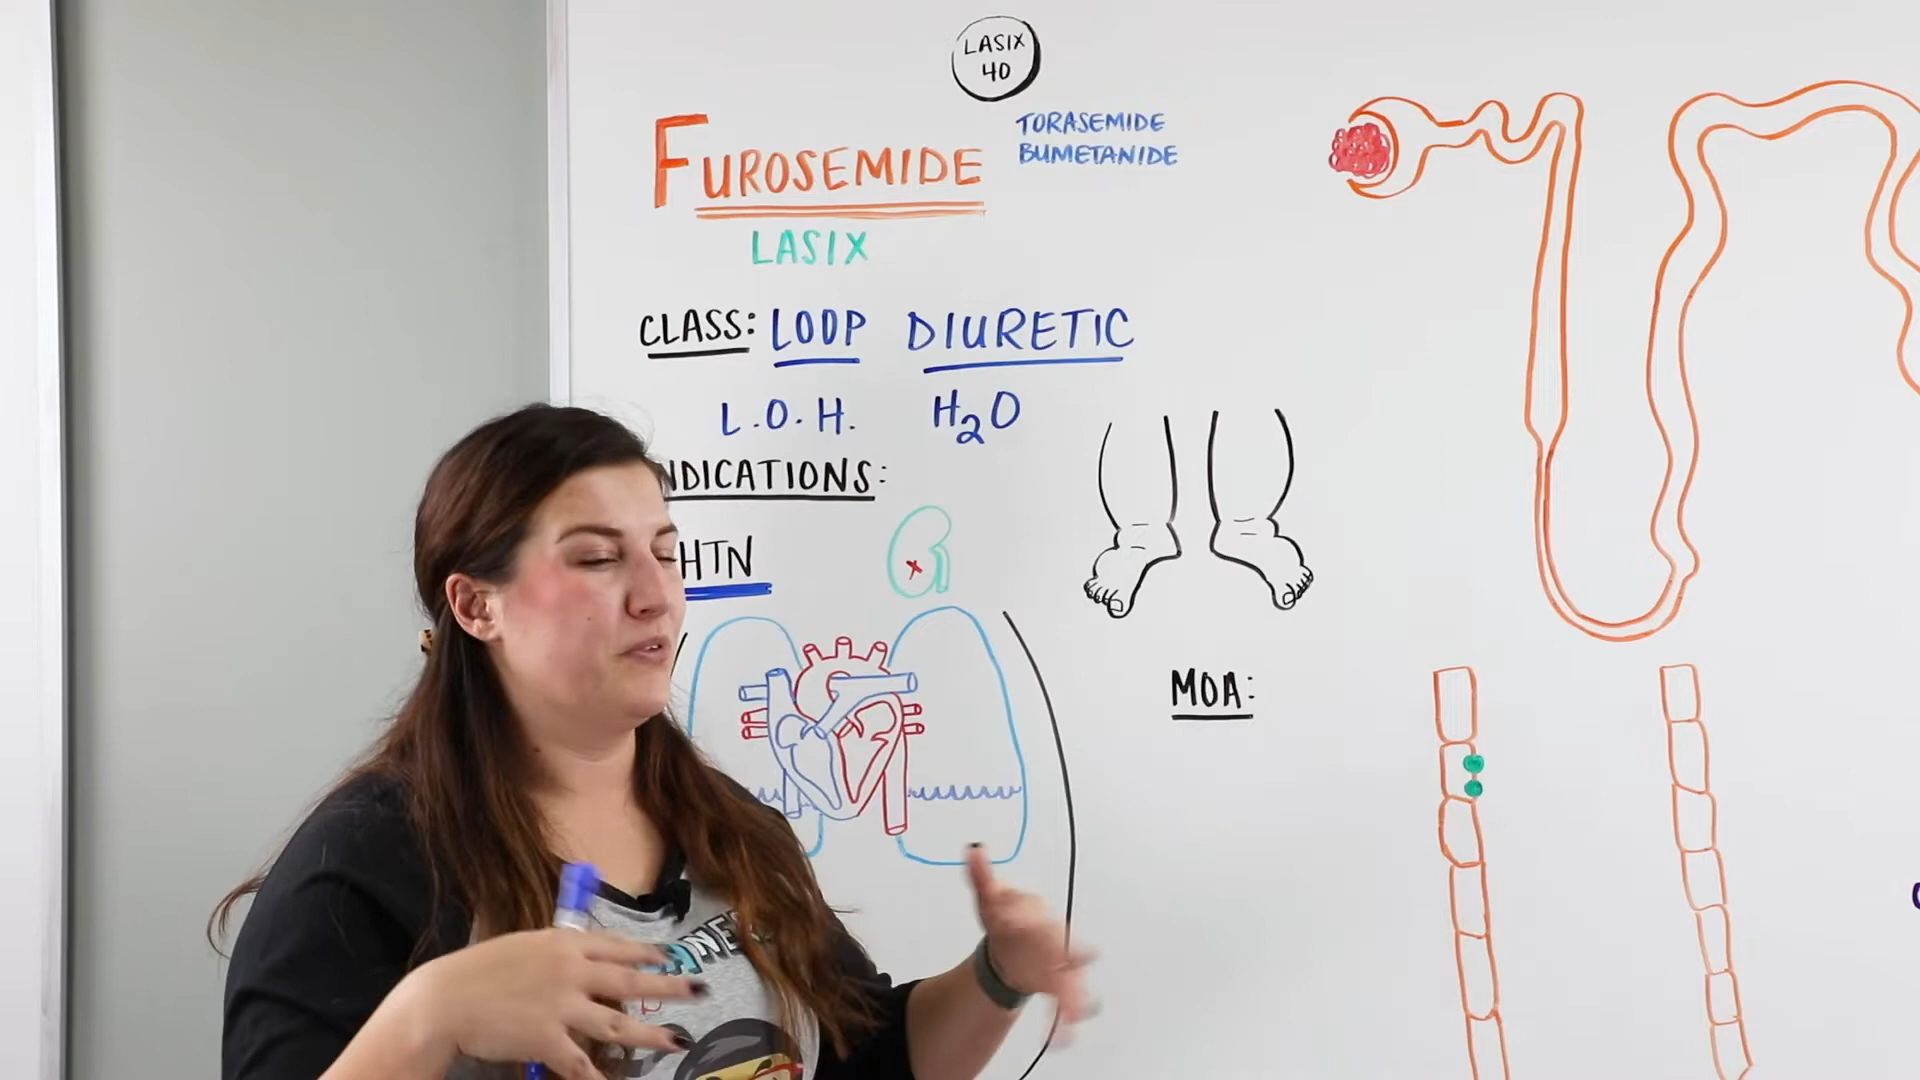 LASIX
40
FUROSEMIDE
TORASEMIDE
BUMETANIDE
LASIX
CLASS: LOOP DIURETIC
L.O.H. H2O
NDICATIONS:
HTN
MOA: